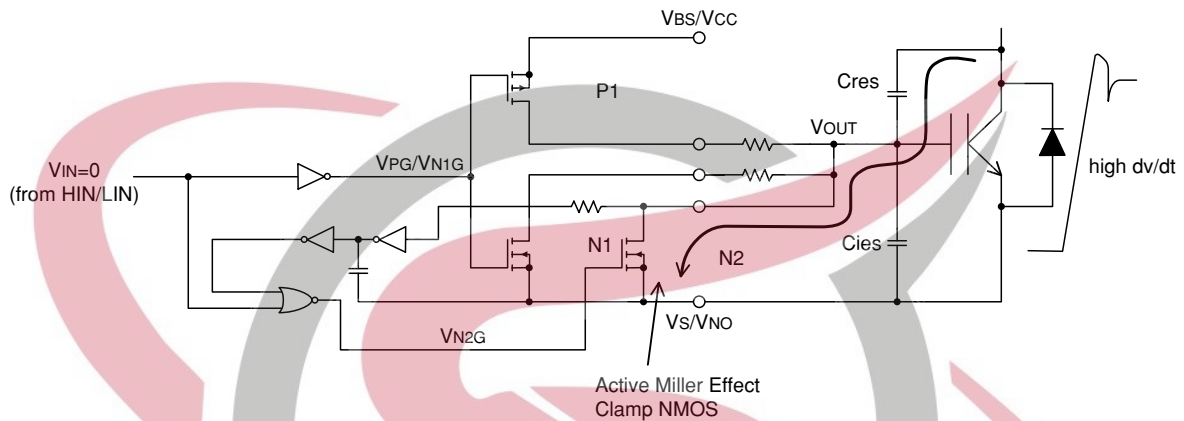 VBS/VCC
P1
Cres
VOUT
VIN=0
(from HIN/LIN)
VPG/VN1G
high dv/dt
N1
N2
Cies
VS/VNO
VN2G
Active Miller Effect
Clamp NMOS